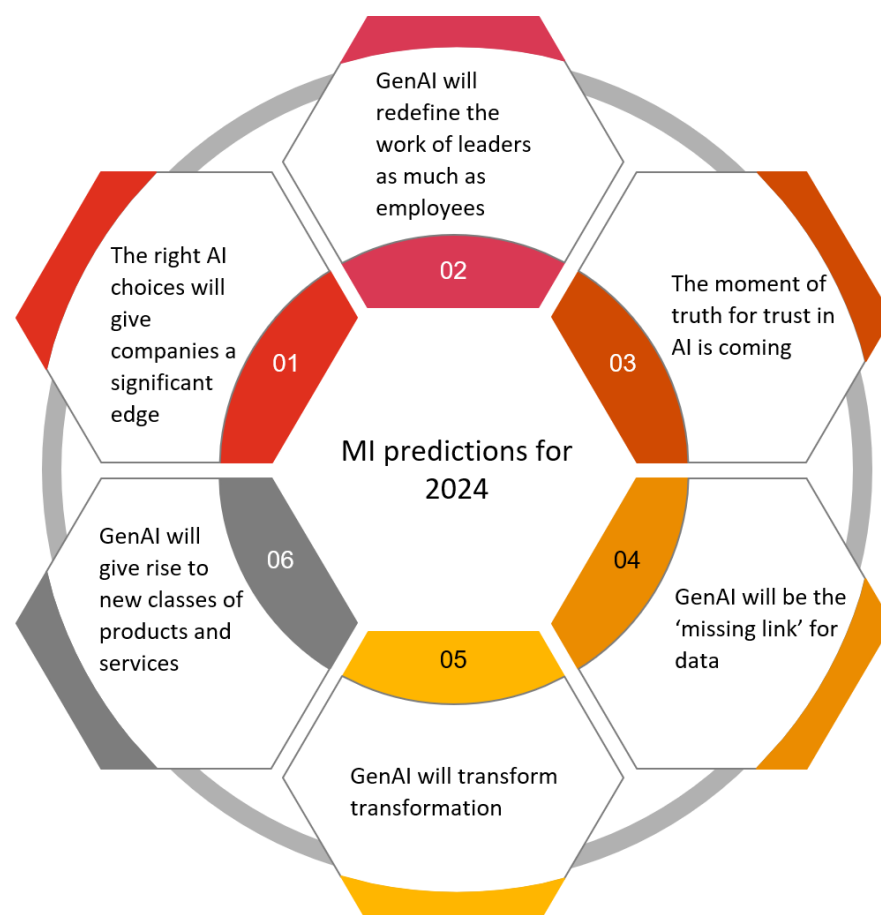 MI predictions for
2024
01
The right AI
choices will
give
companies a
significant
edge
02
GenAI will
redefine the
work of leaders
as much as
employees
03
The moment of
truth for trust in
AI is coming
04
GenAI will be the
‘missing link’ for
data
05
GenAI will transform
transformation
06
GenAI will
give rise to
new classes of
products and
services